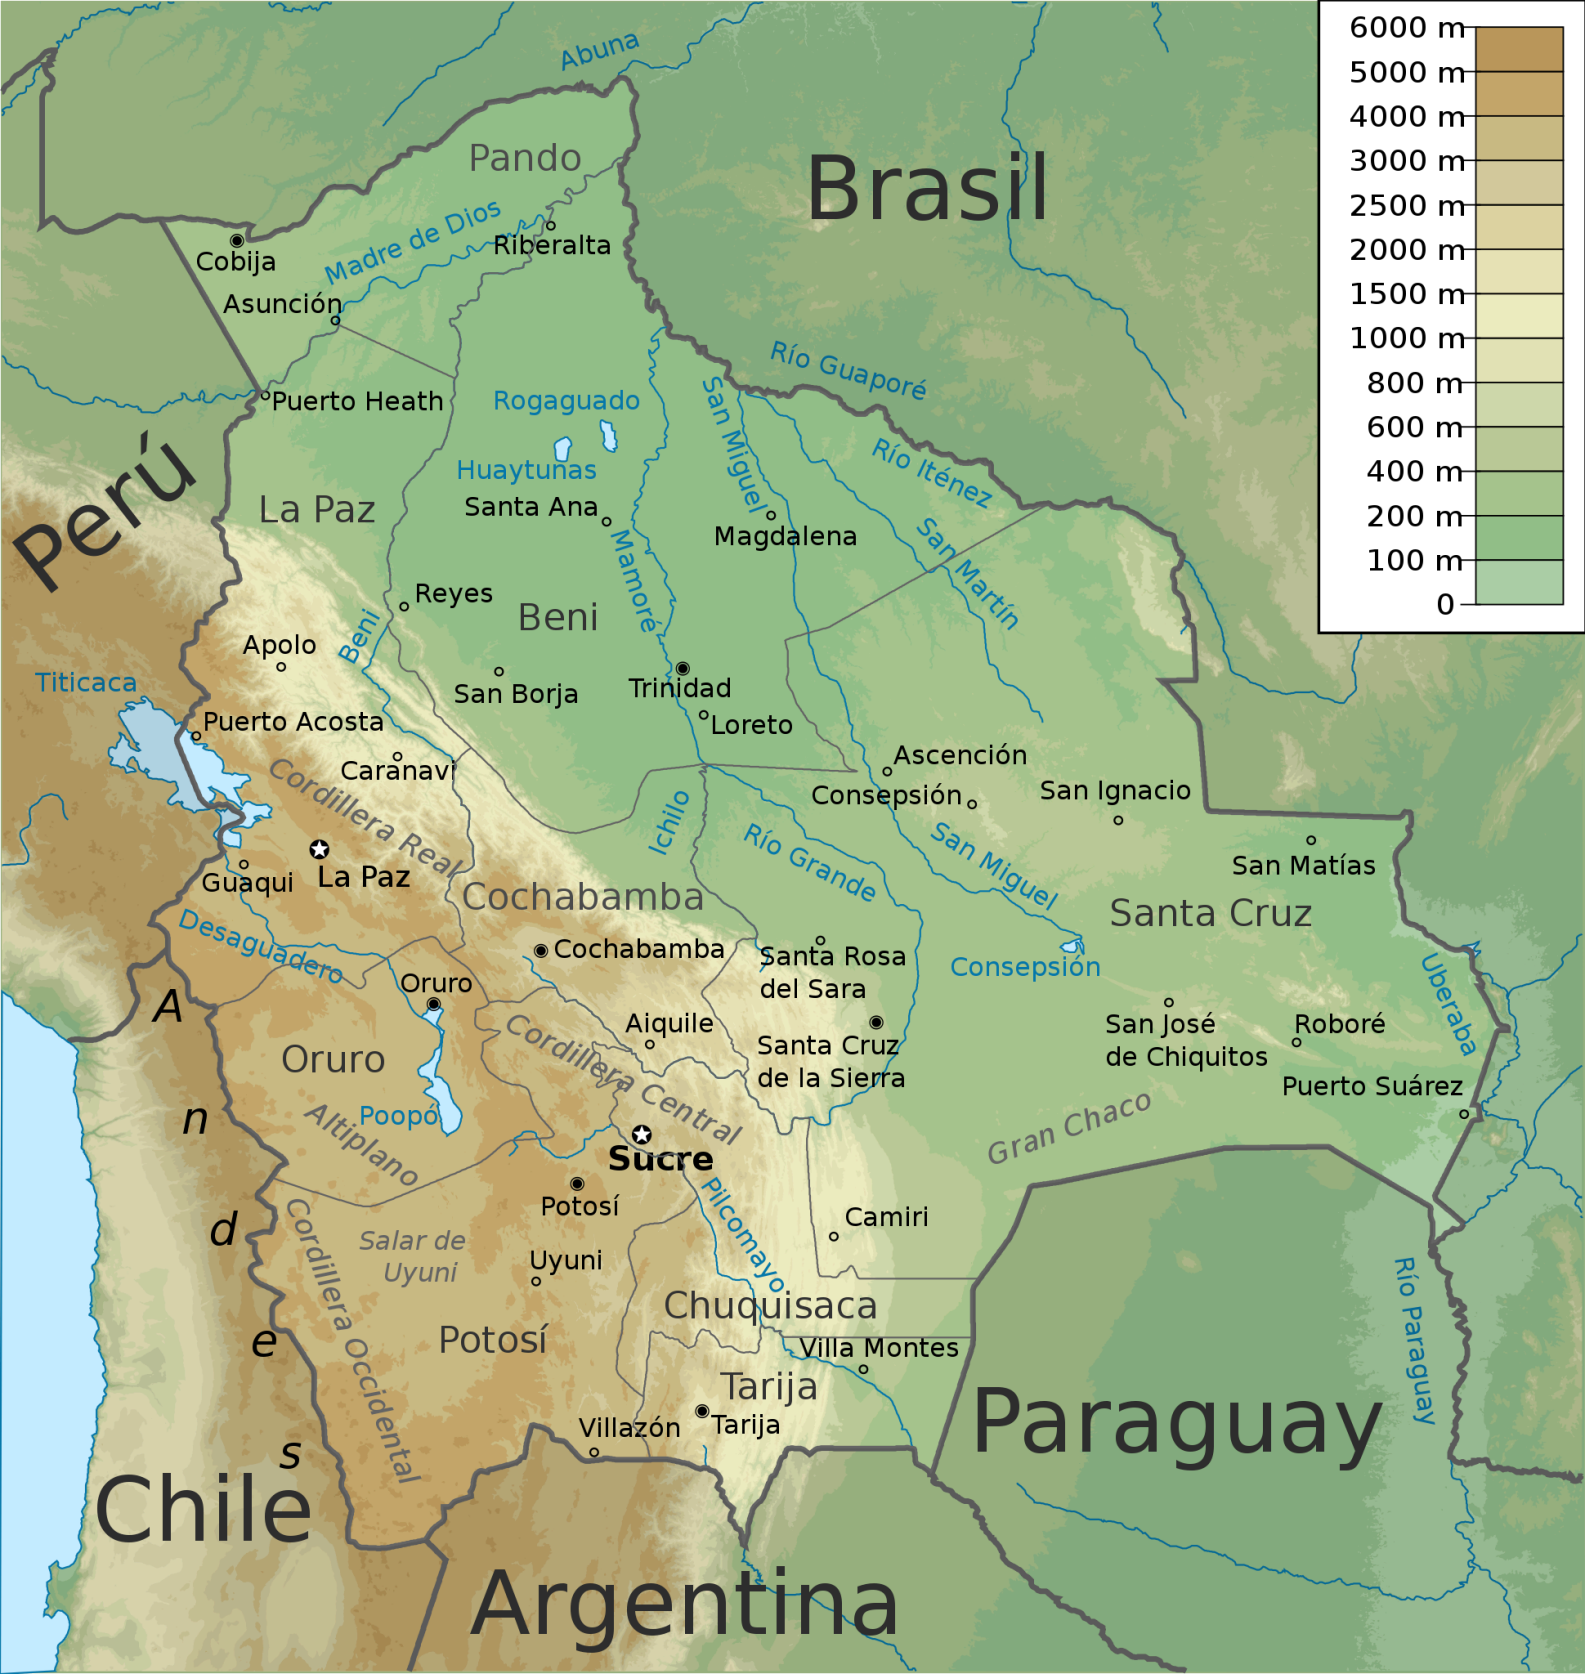 6000 m
5000 m
4000 m
3000 m
2500 m
2000 m
1500 m
1000 m
800 m
600 m
400 m
200 m
100 m
0
Abuna
Pando
Brasil
Madre de Dios
Riberalta
Cobija
Asunción
Río Guaporé
Puerto Heath
Rogaguado
San Miguel
Huaytunas
Río Iténez
Perú
La Paz
Santa Ana
Magdalena
San Martín
Mamoré
Reyes
Beni
Beni
Apolo
San Borja
Trinidad
Loreto
Titicaca
Puerto Acosta
Caranavi
Ascención
Consepsión
San Ignacio
Cordillera Real
Ichilo
Río Grande
San Miguel
San Matías
La Paz
Guaqui
Cochabamba
Santa Cruz
Desaguadero
Cochabamba
Santa Rosa
del Sara
Consepsión
Uberaba
Oruro
A
n
d
e
s
Cordillera Central
Aiquile
Santa Cruz
de la Sierra
San José
de Chiquitos
Roboré
Oruro
Puerto Suárez
Altiplano
Poopó
Gran Chaco
Sucre
Potosí
Pilcomayo
Camiri
Cordillera Occidental
Salar de
Uyuni
Uyuni
Río Paraguay
Chuquisaca
Potosí
Villa Montes
Tarija
Tarija
Villazón
Paraguay
Chile
Argentina